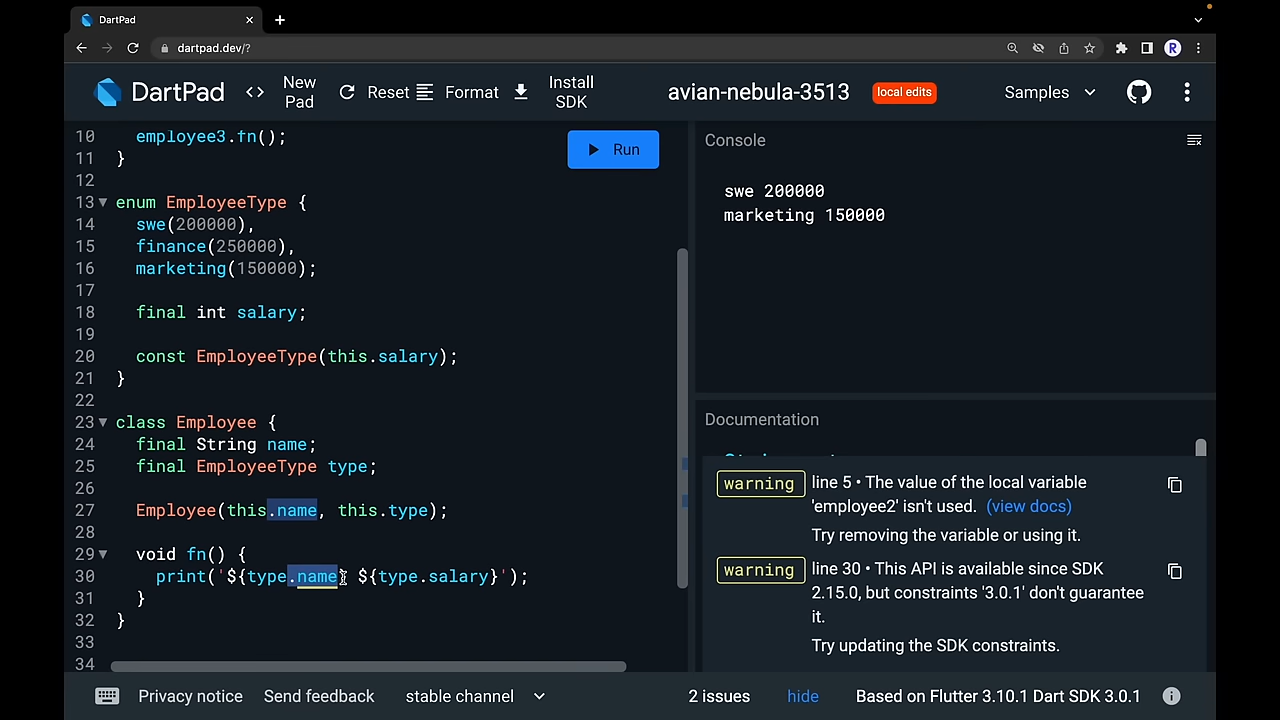 DartPad
dartpad.dev/?
R
DartPad
<> New Pad
Reset
Format
Install SDK
avian-nebula-3513
local edits
Samples
10 employee3.fn();
11 }
12
13 enum EmployeeType {
14 swe(200000),
15 finance(250000),
16 marketing(150000);
17
18 final int salary;
19
20 const EmployeeType(this.salary);
21 }
22
23 class Employee {
24 final String name;
25 final EmployeeType type;
26
27 Employee(this.name, this.type);
28
29 void fn() {
30 print('${type.name} ${type.salary}');
31 }
32 }
33
34
Run
Console
swe 200000
marketing 150000
Documentation
warning
line 5 • The value of the local variable
'employee2' isn't used. (view docs)
Try removing the variable or using it.
warning
line 30 • This API is available since SDK
2.15.0, but constraints '3.0.1' don't guarantee
it.
Try updating the SDK constraints.
Privacy notice
Send feedback
stable channel
2 issues
hide
Based on Flutter 3.10.1 Dart SDK 3.0.1